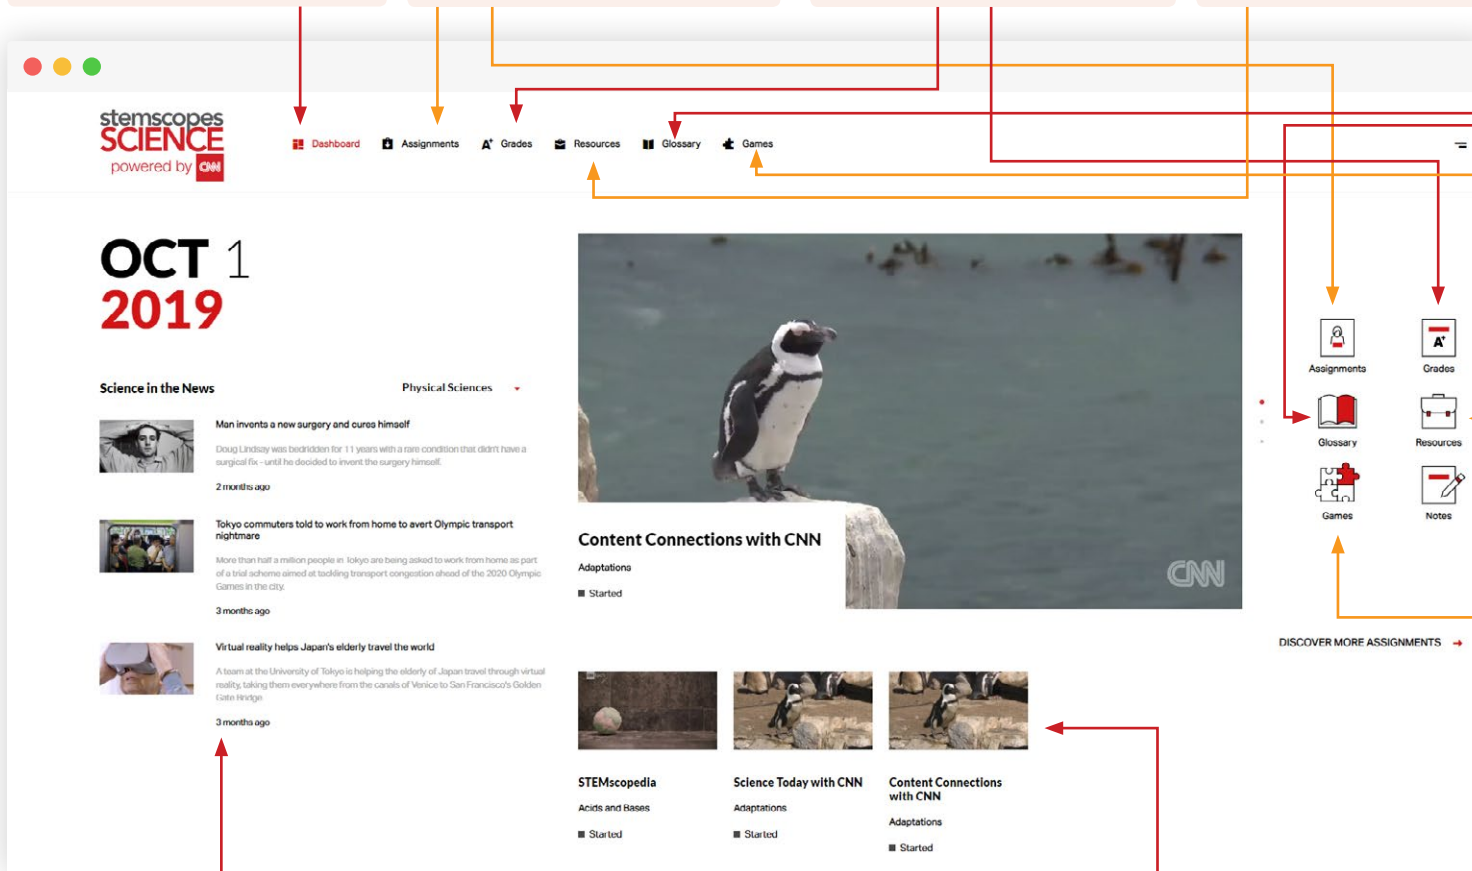 stemscopes
SCIENCE
powered by CNN
Dashboard
Assignments
A+ Grades
Resources
Glossary
Games
OCT 1
2019
Science in the News
Physical Sciences
Man invents a new surgery and cures himself
Doug Lindsay was bedridden for 11 years with a rare condition that didn't have a
surgical fix - until he decided to invent the surgery himself.
2 months ago
Tokyo commuters told to work from home to avert Olympic transport
nightmare
More than half a million people in Tokyo are being asked to work from home as part
of a trial scheme aimed at tackling transport congestion ahead of the 2020 Olympic
Games in the city.
3 months ago
Virtual reality helps Japan's elderly travel the world
A team at the University of Tokyo is helping the elderly of Japan travel through virtual
reality, taking them everywhere from the canals of Venice to San Francisco's Golden
Gate Bridge
3 months ago
Content Connections with CNN
Adaptations
Started
CNN
A+
Assignments
Grades
Glossary
Resources
Games
Notes
DISCOVER MORE ASSIGNMENTS
STEMscopedia
Acids and Bases
Started
Science Today with CNN
Adaptations
Started
Content Connections
with CNN
Adaptations
Started